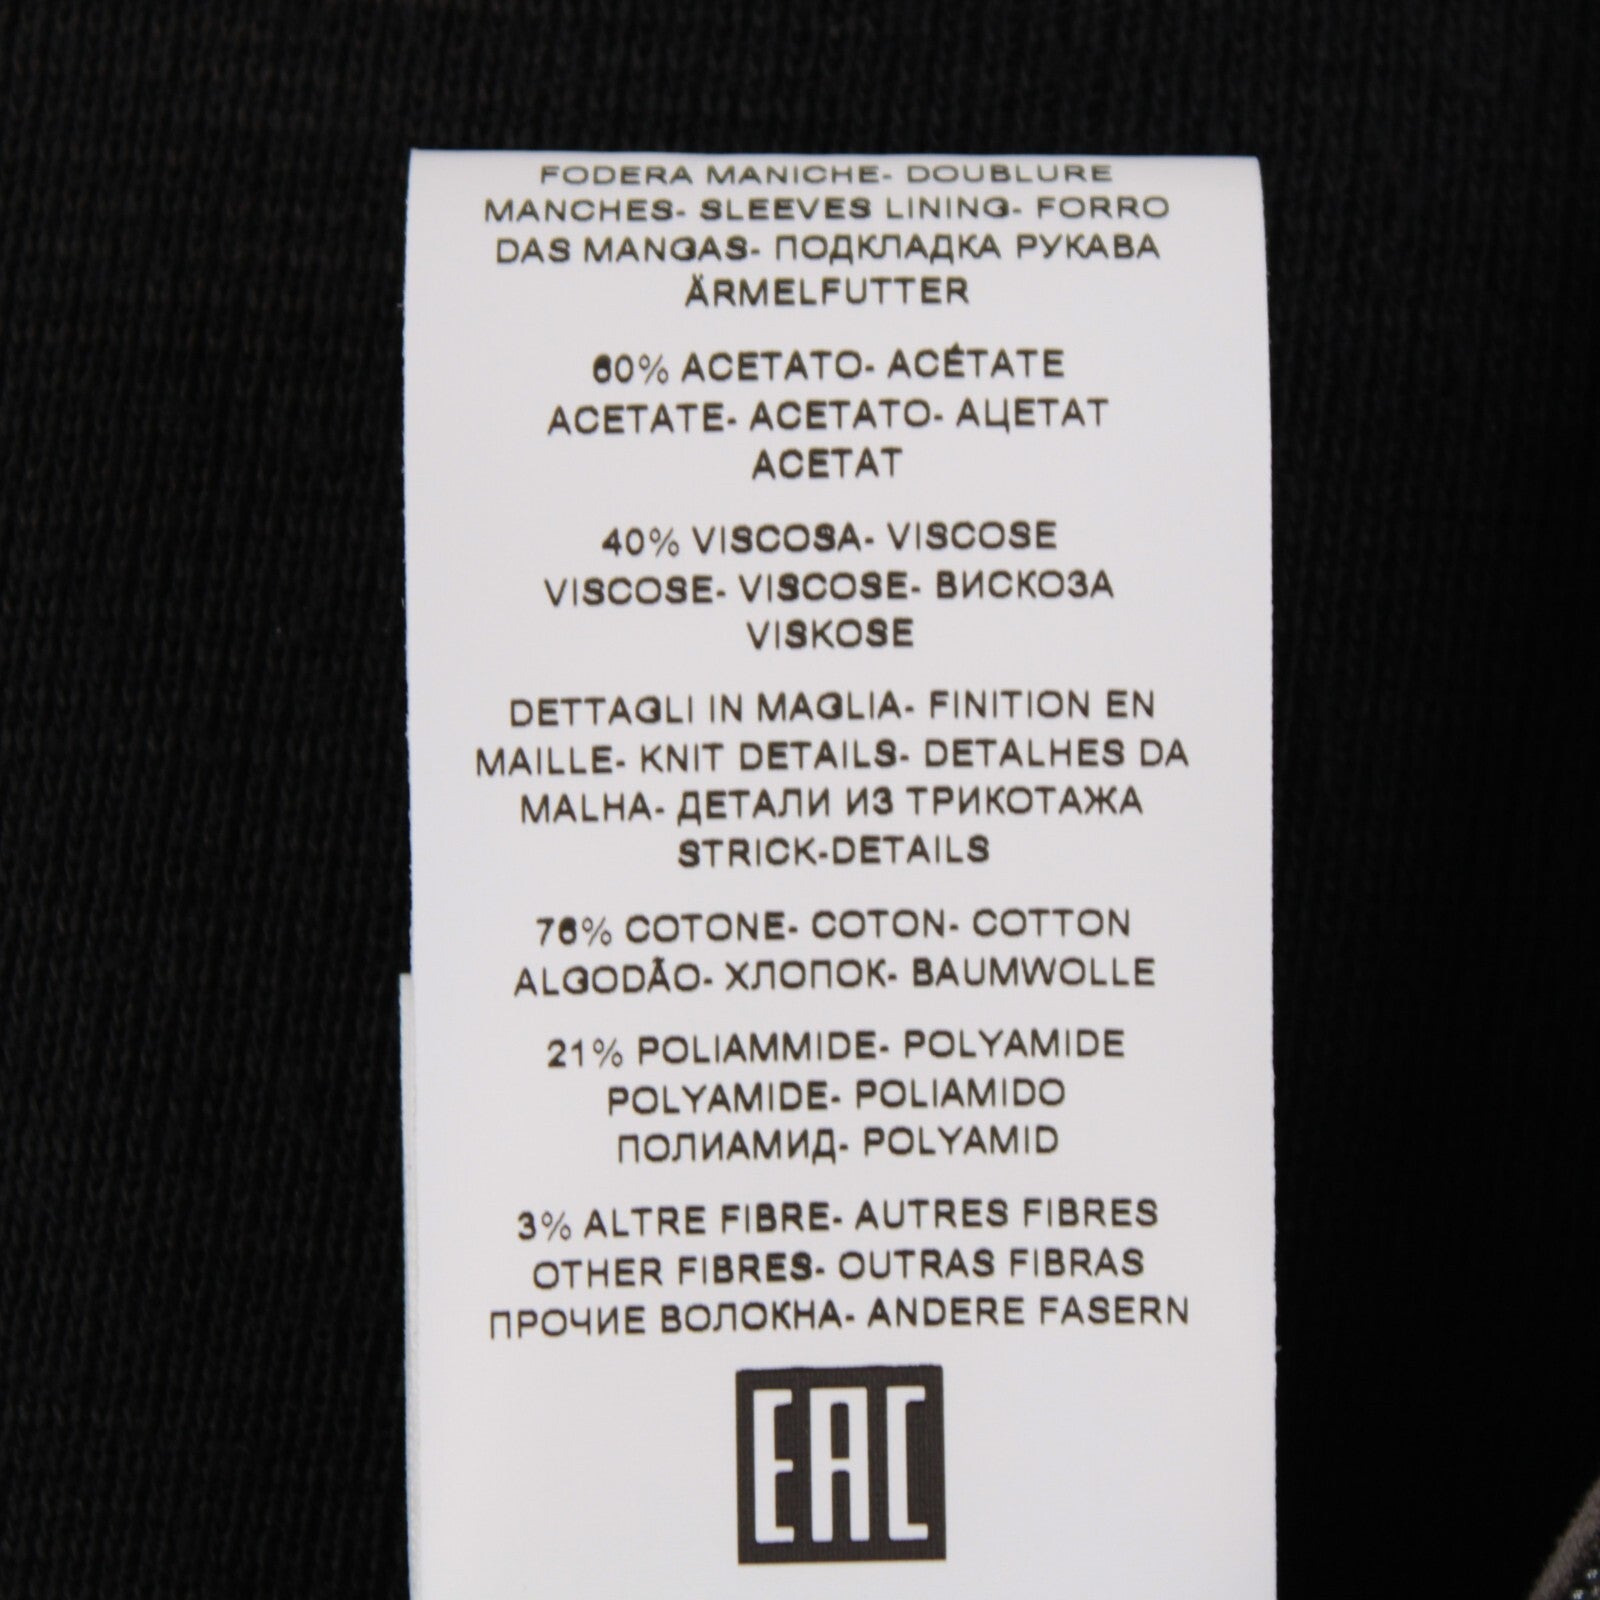 FODERA MANICHE- DOUBLURE
MANCHES- SLEEVES LINING- FORRO
DAS MANGAS- ПОДКЛАДКА РУКАВА
ÄRMELFUTTER
60% ACETATO- ACÉTATE
ACETATE- ACETATO- АЦЕТАТ
ACETAT
40% VISCOSA- VISCOSE
VISCOSE- VISCOSE- ВИСКОЗА
VISKOSE
DETTAGLI IN MAGLIA- FINITION EN
MAILLE- KNIT DETAILS- DETALHES DA
MALHA- ДЕТАЛИ ИЗ ТРИКОТАЖА
STRICK-DETAILS
76% COTONE- COTON- COTTON
ALGODÃO- ХЛОПОК- BAUMWOLLE
21% POLIAMMIDE- POLYAMIDE
POLYAMIDE- POLIAMIDO
ПОЛИАМИД- POLYAMID
3% ALTRE FIBRE- AUTRES FIBRES
OTHER FIBRES- OUTRAS FIBRAS
ПРОЧИЕ ВОЛОКНА- ANDERE FASERN
EAC